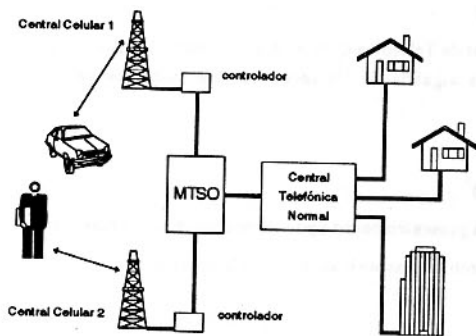 Central Celular 1
controlador
MTSO
Central
Telefónica
Normal
Central Celular 2
controlador